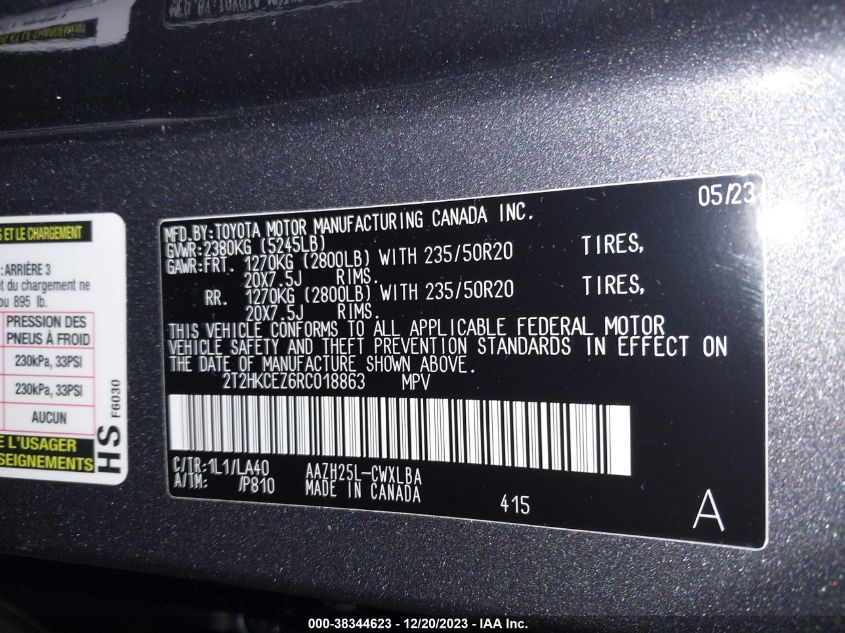 05/23
MFD.BY:TOYOTA MOTOR MANUFACTURING CANADA INC.
GVWR:2380KG (5245LB)
GAWR:FRT. 1270KG (2800LB) WITH 235/50R20 TIRES,
20X7.5J RIMS.
RR. 1270KG (2800LB) WITH 235/50R20 TIRES,
20X7.5J RIMS.
THIS VEHICLE CONFORMS TO ALL APPLICABLE FEDERAL MOTOR
VEHICLE SAFETY AND THEFT PREVENTION STANDARDS IN EFFECT ON
THE DATE OF MANUFACTURE SHOWN ABOVE.
2T2HKCEZ6RC018863 MPV
C/TR:1L1/LA40 AAZH25L-CWXLBA
A/TM: /P810 MADE IN CANADA
415
A
ET LE CHARGEMENT
ARRIÈRE 3
et du chargement ne
ou 895 lb.
PRESSION DES
PNEUS À FROID
230kPa, 33PSI
230kPa, 33PSI
AUCUN
L'USAGER
HS F6030
000-38344623 - 12/20/2023 - IAA Inc.